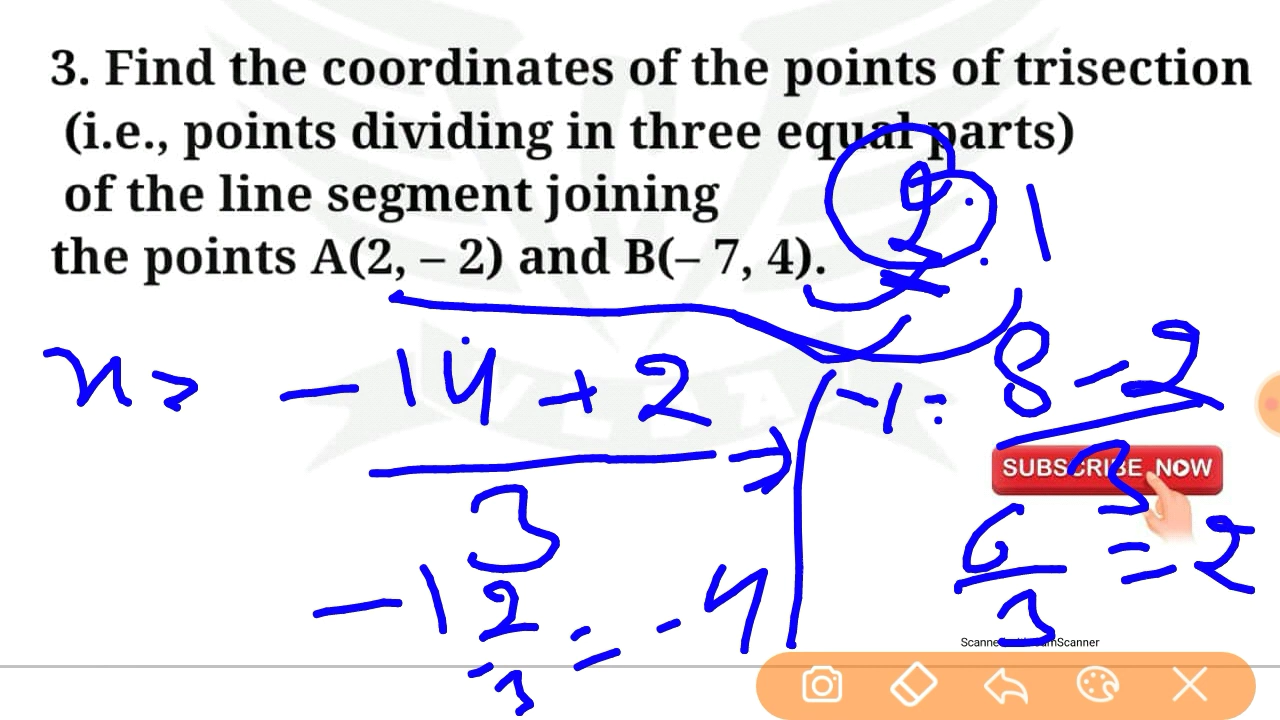 3. Find the coordinates of the points of trisection
(i.e., points dividing in three equal parts)
of the line segment joining
the points A(2, – 2) and B(– 7, 4).
2 : 1
x = -14 + 2
3
-12
3
= -4
y = 8 - 2
3
6
3
= 2
SUBSCRIBE NOW